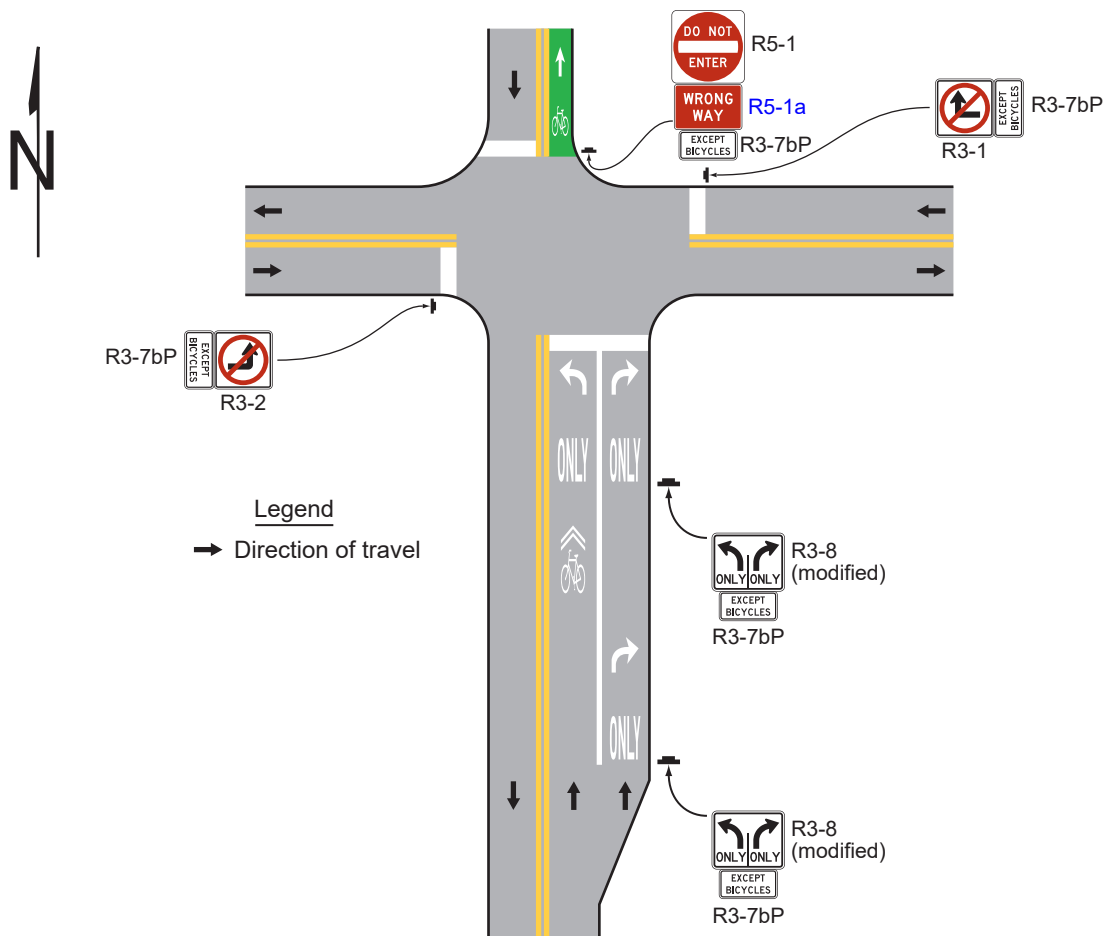 N
DO NOT
ENTER
R5-1
WRONG
WAY
R5-1a
EXCEPT
BICYCLES
R3-7bP
EXCEPT
BICYCLES
R3-7bP
R3-1
R3-7bP
EXCEPT
BICYCLES
R3-2
ONLY
ONLY
Legend
Direction of travel
ONLY ONLY
R3-8
(modified)
EXCEPT
BICYCLES
R3-7bP
ONLY
ONLY ONLY
R3-8
(modified)
EXCEPT
BICYCLES
R3-7bP